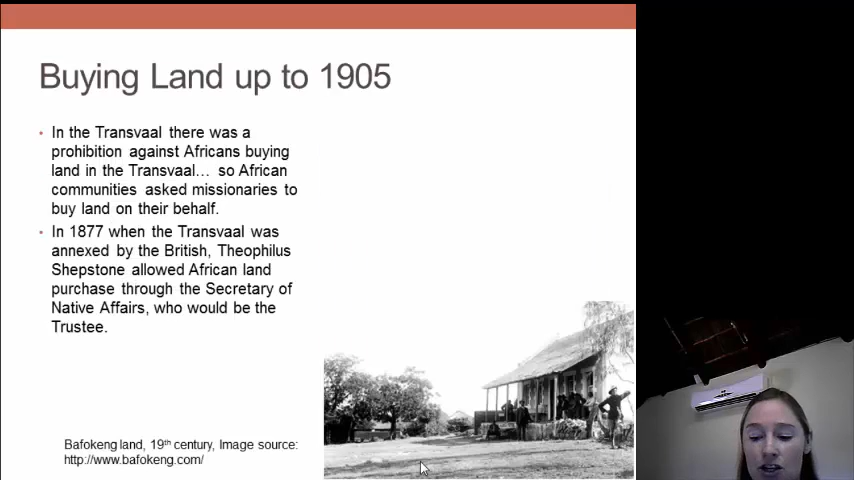 Buying Land up to 1905
• In the Transvaal there was a
prohibition against Africans buying
land in the Transvaal… so African
communities asked missionaries to
buy land on their behalf.
• In 1877 when the Transvaal was
annexed by the British, Theophilus
Shepstone allowed African land
purchase through the Secretary of
Native Affairs, who would be the
Trustee.
Bafokeng land, 19th century, Image source:
http://www.bafokeng.com/